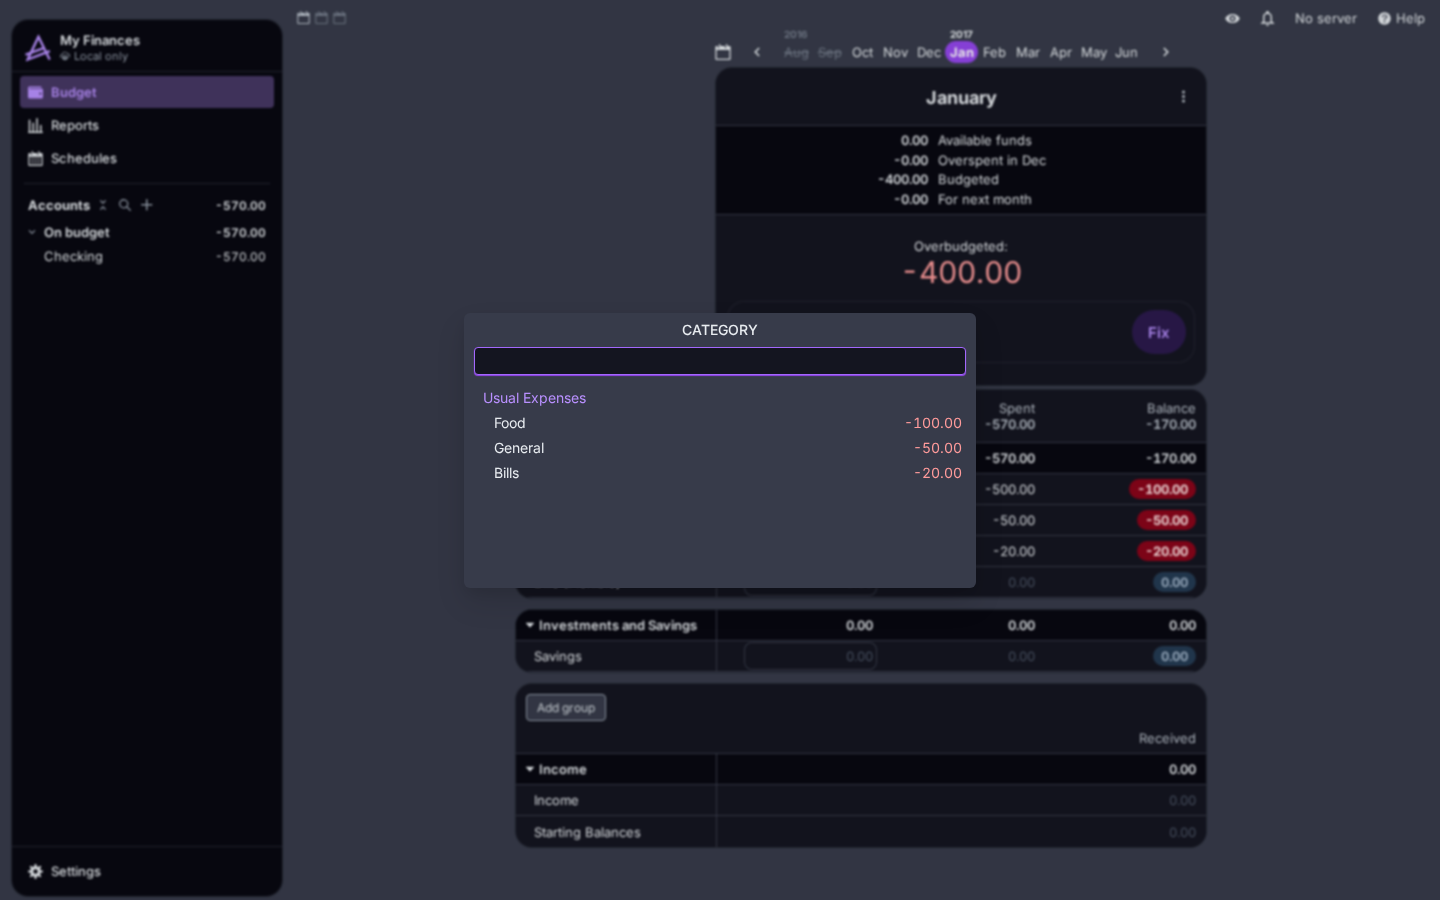 My Finances
Local only
Budget
Reports
Schedules
Accounts -570.00
On budget -570.00
Checking -570.00
Settings
No server
Help
2016 2017
Aug Sep Oct Nov Dec Jan Feb Mar Apr May Jun
January
0.00 Available funds
-0.00 Overspent in Dec
-400.00 Budgeted
-0.00 For next month
Overbudgeted:
-400.00
Fix
CATEGORY
Usual Expenses
Food -100.00
General -50.00
Bills -20.00
Spent Balance
-570.00 -170.00
-570.00 -170.00
-500.00 -100.00
-50.00 -50.00
-20.00 -20.00
0.00 0.00
Investments and Savings 0.00 0.00 0.00
Savings 0.00 0.00 0.00
Add group
Received
Income 0.00
Income 0.00
Starting Balances 0.00